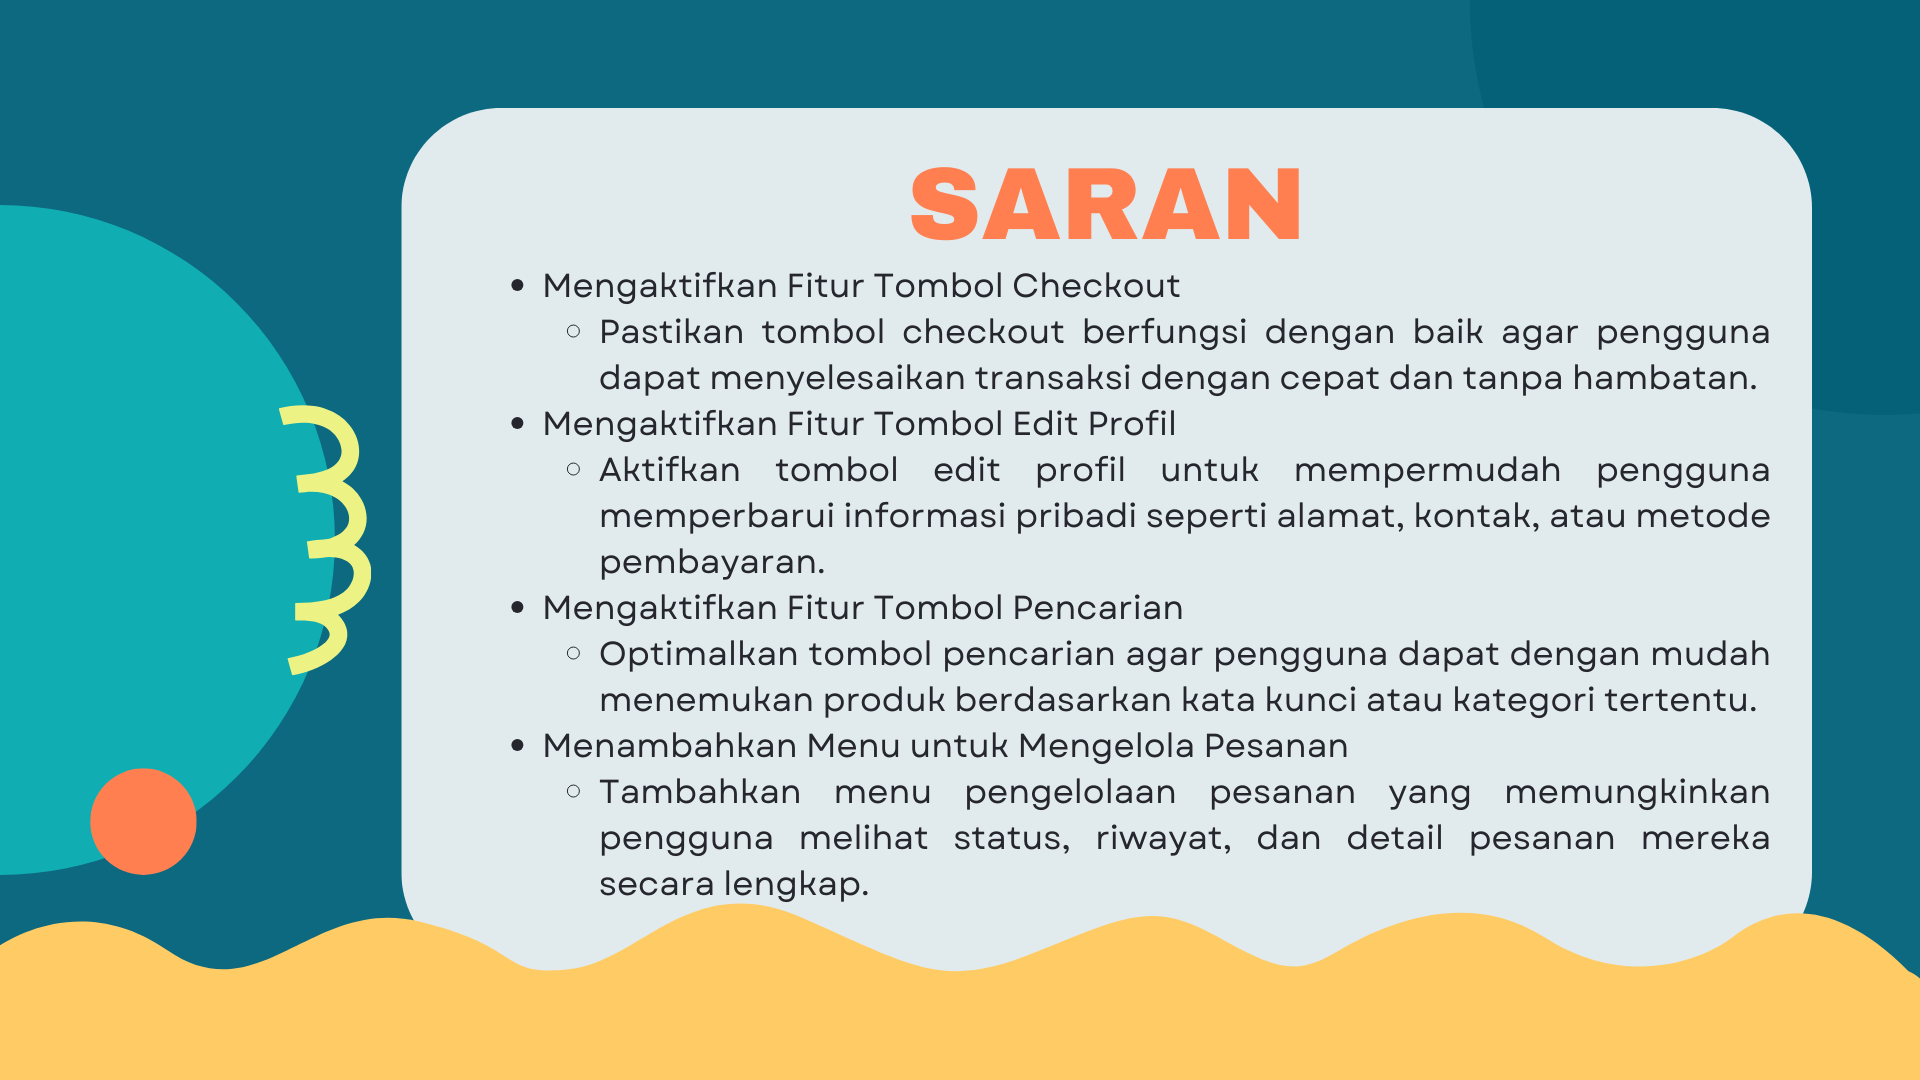 SARAN
• Mengaktifkan Fitur Tombol Checkout
○ Pastikan tombol checkout berfungsi dengan baik agar pengguna
dapat menyelesaikan transaksi dengan cepat dan tanpa hambatan.
• Mengaktifkan Fitur Tombol Edit Profil
○ Aktifkan tombol edit profil untuk mempermudah pengguna
memperbarui informasi pribadi seperti alamat, kontak, atau metode
pembayaran.
• Mengaktifkan Fitur Tombol Pencarian
○ Optimalkan tombol pencarian agar pengguna dapat dengan mudah
menemukan produk berdasarkan kata kunci atau kategori tertentu.
• Menambahkan Menu untuk Mengelola Pesanan
○ Tambahkan menu pengelolaan pesanan yang memungkinkan
pengguna melihat status, riwayat, dan detail pesanan mereka
secara lengkap.